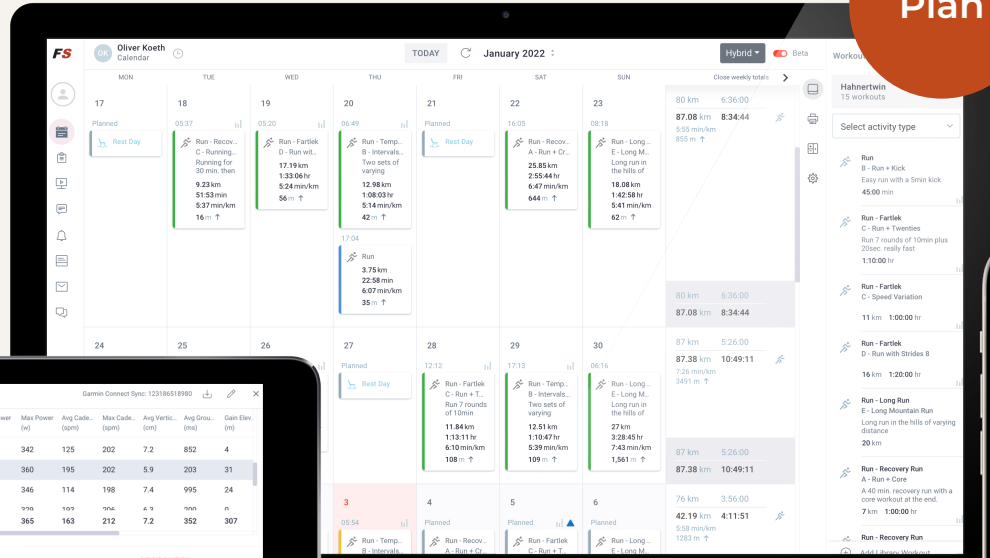 Plan
FS
OK
Oliver Koeth
Calendar
TODAY
January 2022
Hybrid
Beta
MON
TUE
WED
THU
FRI
SAT
SUN
Close weekly totals
17
Planned
Rest Day
18
05:37
Run - Recov...
C - Running...
Running for
30 min. then
9.23 km
51:53 min
5:37 min/km
16 m ↑
19
05:20
Run - Fartlek
D - Run wit...
17.19 km
1:33:06 hr
5:24 min/km
56 m ↑
20
06:49
Run - Temp...
B - Intervals...
Two sets of
varying
12.98 km
1:08:03 hr
5:14 min/km
42 m ↑
17:04
Run
3.75 km
22:58 min
6:07 min/km
35 m ↑
21
Planned
Rest Day
22
16:05
Run - Recov...
A - Run + Cr...
25.85 km
2:55:44 hr
6:47 min/km
644 m ↑
23
08:18
Run - Long...
E - Long M...
Long run in
the hills of
18.08 km
1:42:58 hr
5:41 min/km
62 m ↑
80 km 6:36:00
87.08 km 8:34:44
5:55 min/km
855 m ↑
80 km 6:36:00
87.08 km 8:34:44
24
25
26
27
Planned
Rest Day
28
12:12
Run - Fartlek
C - Run + T...
Run 7 rounds
of 10min
11.84 km
1:13:11 hr
6:10 min/km
108 m ↑
29
17:13
Run - Temp...
B - Intervals...
Two sets of
varying
12.51 km
1:10:47 hr
5:39 min/km
109 m ↑
30
06:16
Run - Long...
E - Long M...
Long run in
the hills of
27 km
3:28:45 hr
7:43 min/km
1,561 m ↑
87 km 5:26:00
87.38 km 10:49:11
7:26 min/km
3491 m ↑
87 km 5:26:00
87.38 km 10:49:11
3
05:54
Run - Temp...
B - Intervals...
4
Planned
Run - Recov...
A - Run + Cr...
5
Planned
Run - Fartlek
C - Run + T...
6
Planned
Run - Long...
E - Long M...
76 km 3:56:00
42.19 km 4:11:51
5:58 min/km
1283 m ↑
Hahnertwin
15 workouts
Select activity type
Run
B - Run + Kick
Easy run with a 5min kick
45:00 min
Run - Fartlek
C - Run + Twenties
Run 7 rounds of 10min plus
20sec. really fast
1:10:00 hr
Run - Fartlek
C - Speed Variation
11 km 1:00:00 hr
Run - Fartlek
D - Run with Strides 8
16 km 1:20:00 hr
Run - Long Run
E - Long Mountain Run
Long run in the hills of varying
distance
20 km
Run - Recovery Run
A - Run + Core
A 40 min. recovery run with a
core workout at the end.
7 km 1:00:00 hr
Run - Recovery Run
Add Library Workout
Garmin Connect Sync: 123186518980
Max Power Avg Cade... Max Cade... Avg Vertic... Avg Grou... Gain Elev
(w) (spm) (spm) (cm) (ms) (m)
342 125 202 7.2 852 4
360 195 202 5.9 203 31
346 114 198 7.4 995 24
329 193 206 6.3 200 0
365 163 212 7.2 352 307